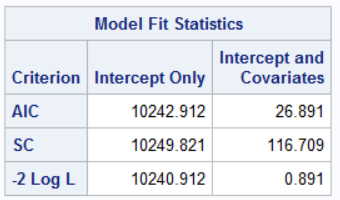 Model Fit Statistics
Criterion Intercept Only Intercept and
Covariates
AIC 10242.912 26.891
SC 10249.821 116.709
-2 Log L 10240.912 0.891